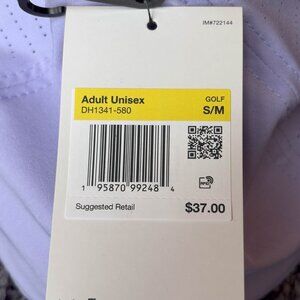 IM#722144
Adult Unisex GOLF
DH1341-580 S/M
RFID
1 95870 99248 4
Suggested Retail $37.00